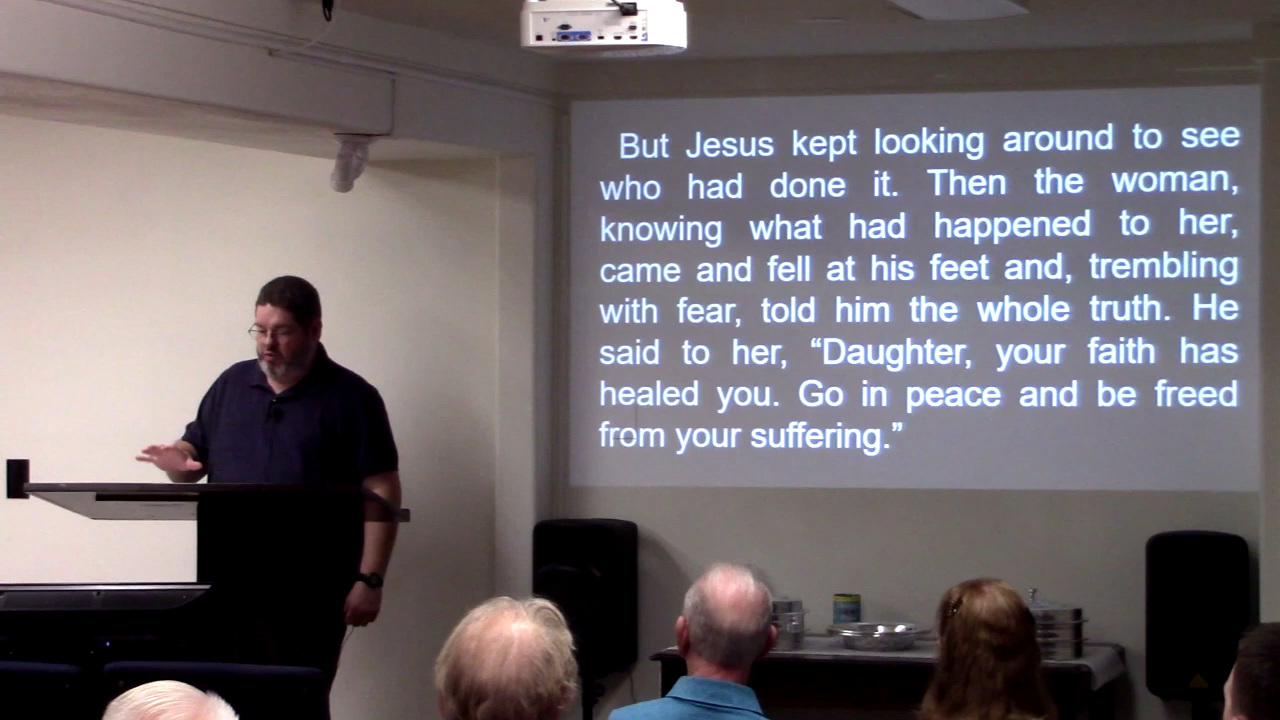 But Jesus kept looking around to see
who had done it. Then the woman,
knowing what had happened to her,
came and fell at his feet and, trembling
with fear, told him the whole truth. He
said to her, “Daughter, your faith has
healed you. Go in peace and be freed
from your suffering.”